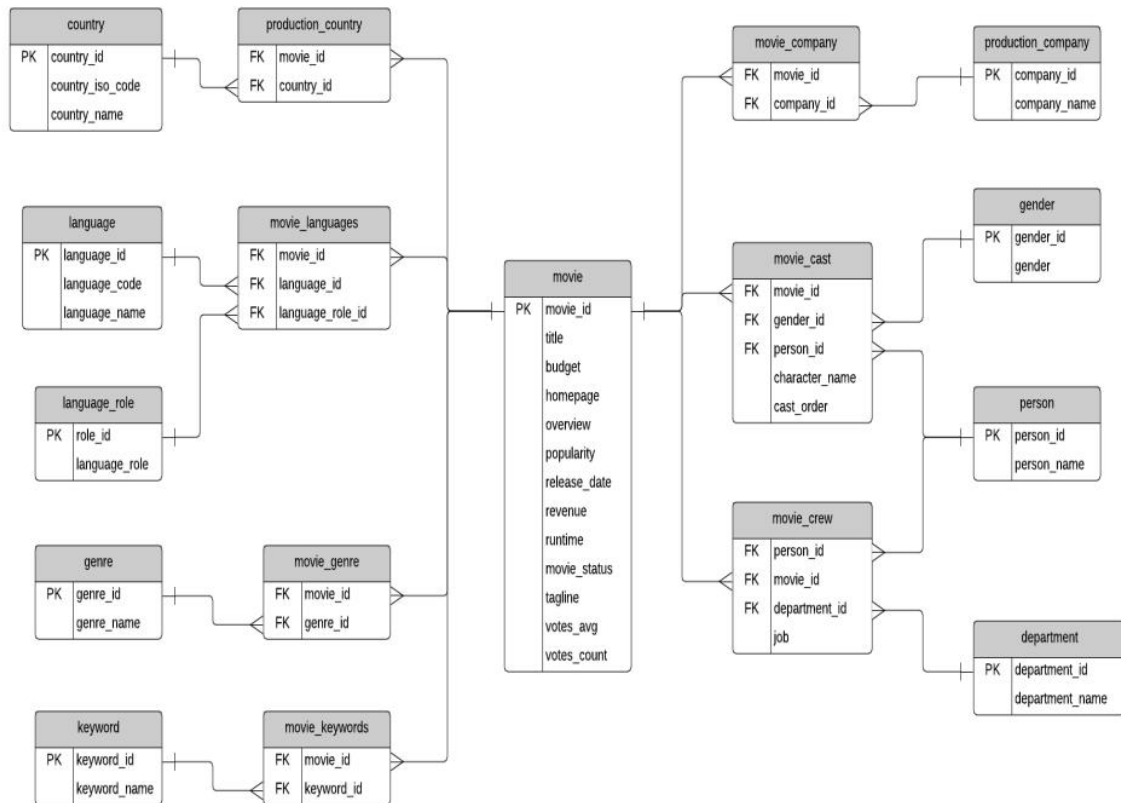 country
PK country_id
country_iso_code
country_name
production_country
FK movie_id
FK country_id
language
PK language_id
language_code
language_name
movie_languages
FK movie_id
FK language_id
FK language_role_id
language_role
PK role_id
language_role
genre
PK genre_id
genre_name
movie_genre
FK movie_id
FK genre_id
keyword
PK keyword_id
keyword_name
movie_keywords
FK movie_id
FK keyword_id
movie
PK movie_id
title
budget
homepage
overview
popularity
release_date
revenue
runtime
movie_status
tagline
votes_avg
votes_count
movie_company
FK movie_id
FK company_id
production_company
PK company_id
company_name
gender
PK gender_id
gender
movie_cast
FK movie_id
FK gender_id
FK person_id
character_name
cast_order
person
PK person_id
person_name
movie_crew
FK person_id
FK movie_id
FK department_id
job
department
PK department_id
department_name